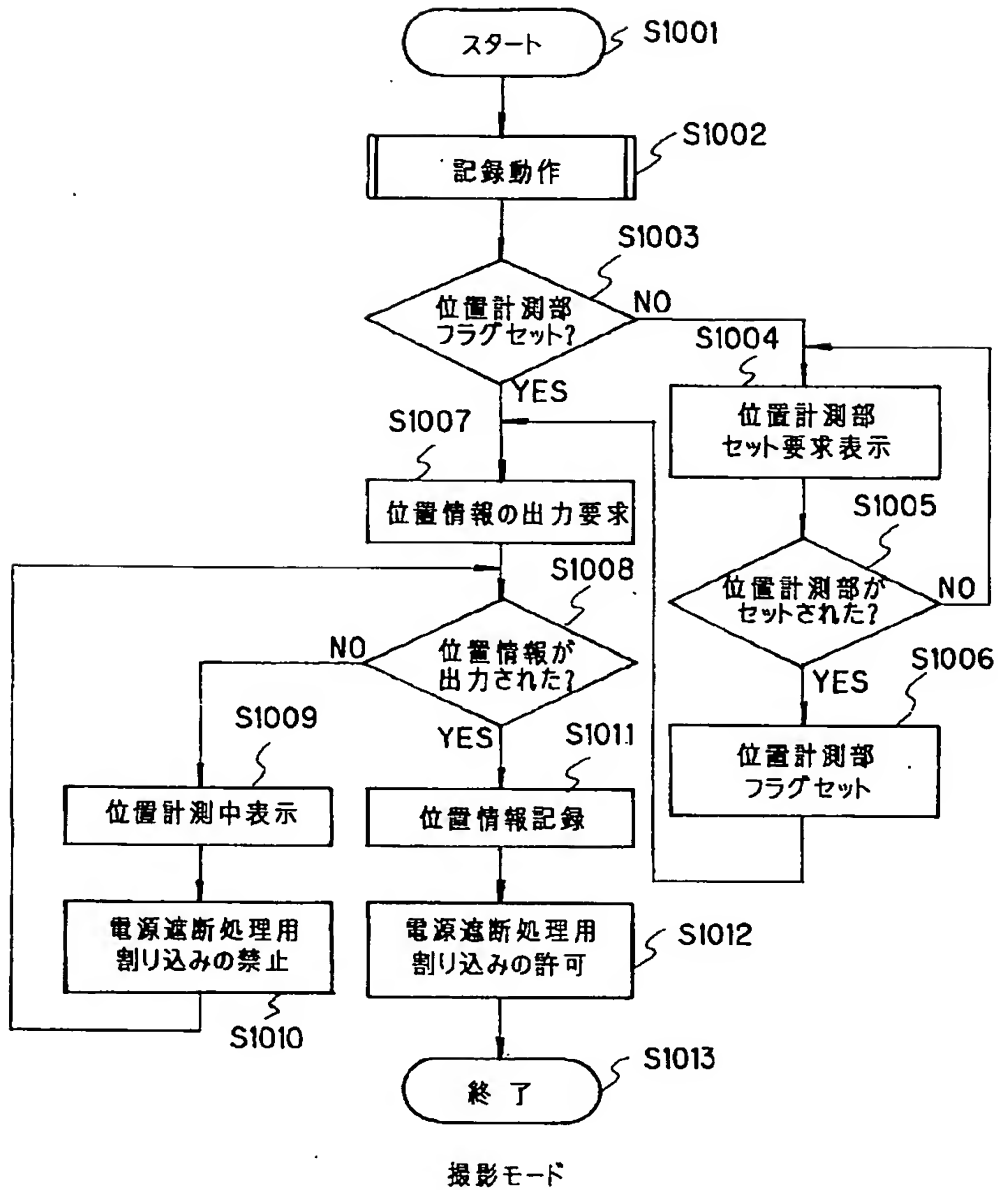 スタート
S1001
S1002
記録動作
S1003
位置計測部
フラグセット?
NO
YES
S1004
位置計測部
セット要求表示
S1007
位置情報の出力要求
S1005
位置計測部が
セットされた?
NO
YES
S1008
位置情報が
出力された?
NO
YES
S1006
位置計測部
フラグセット
S1009
位置計測中表示
S1011
位置情報記録
電源遮断処理用
割り込みの禁止
S1010
電源遮断処理用
割り込みの許可
S1012
終了
S1013
撮影モード